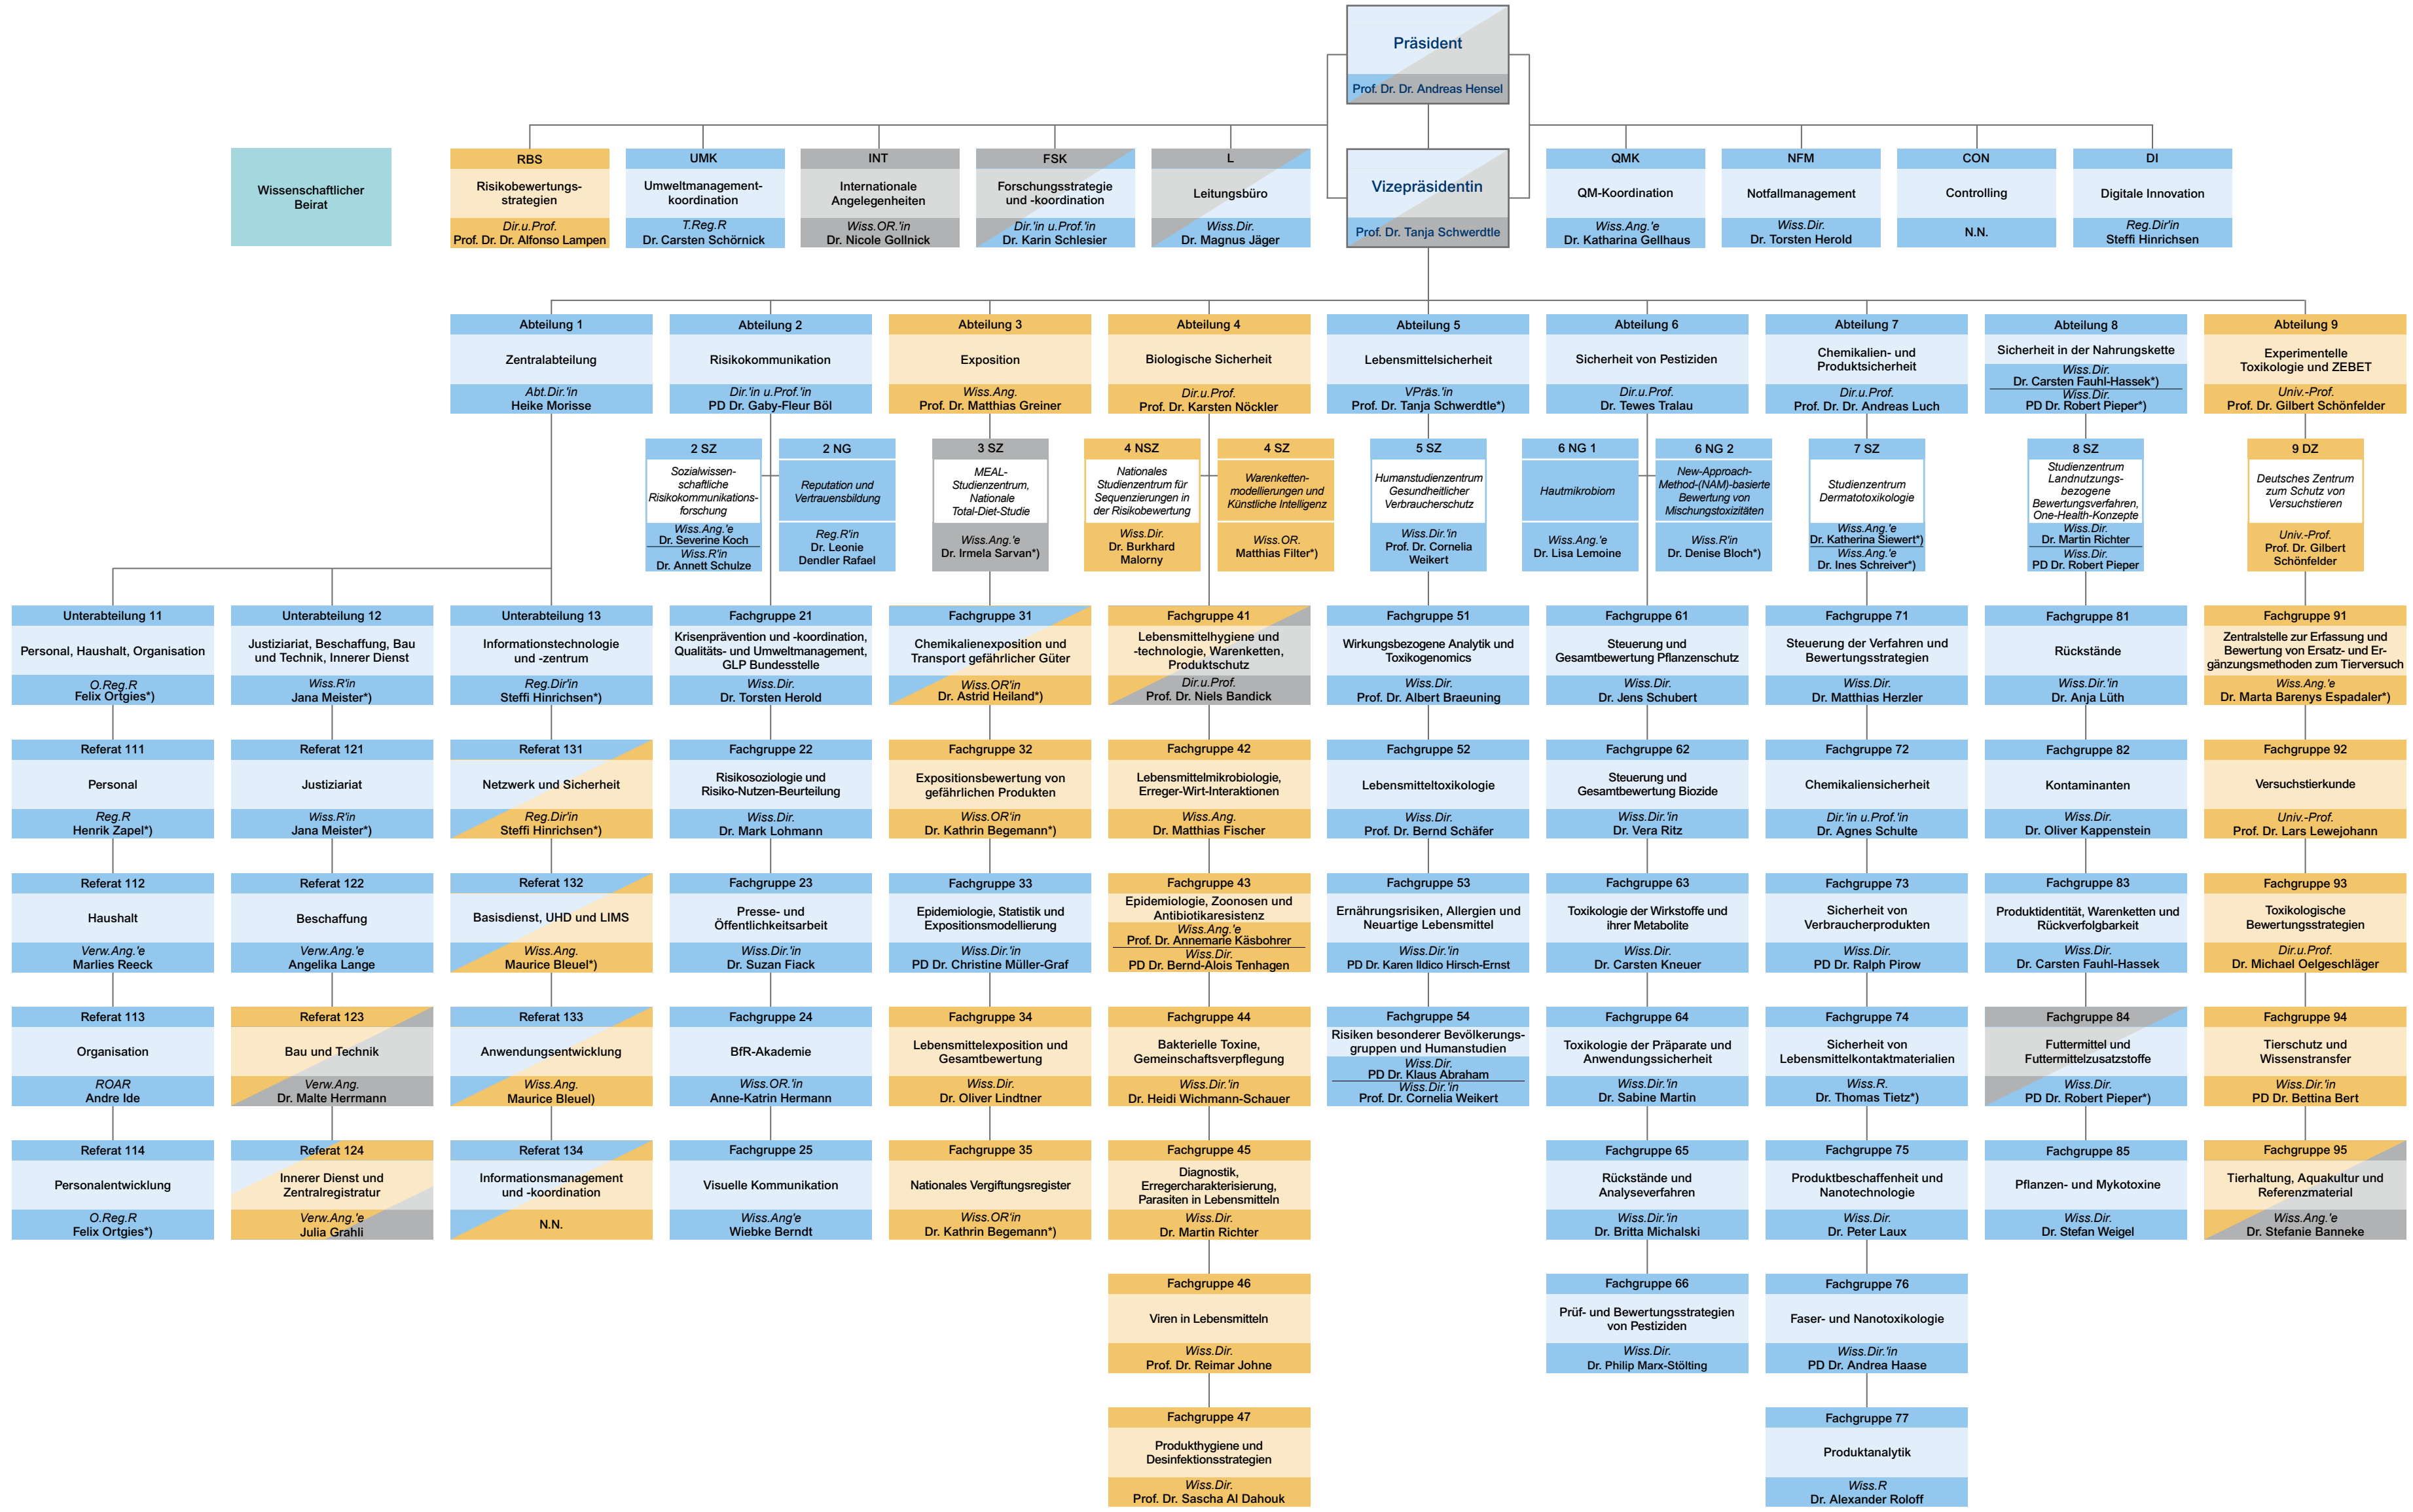 Präsident
Prof. Dr. Dr. Andreas Hensel
Wissenschaftlicher
Beirat
RBS
Risikobewertungs-
strategien
Dir.u.Prof.
Prof. Dr. Dr. Alfonso Lampen
UMK
Umweltmanagement-
koordination
T.Reg.R
Dr. Carsten Schörnick
INT
Internationale
Angelegenheiten
Wiss.OR.'in
Dr. Nicole Gollnick
FSK
Forschungsstrategie
und -koordination
Dir.'in u.Prof.'in
Dr. Karin Schlesier
L
Leitungsbüro
Wiss.Dir.
Dr. Magnus Jäger
Vizepräsidentin
Prof. Dr. Tanja Schwerdtle
QMK
QM-Koordination
Wiss.Ang.'e
Dr. Katharina Gellhaus
NFM
Notfallmanagement
Wiss.Dir.
Dr. Torsten Herold
CON
Controlling
N.N.
DI
Digitale Innovation
Reg.Dir'in
Steffi Hinrichsen
Abteilung 1
Zentralabteilung
Abt.Dir.'in
Heike Morisse
Abteilung 2
Risikokommunikation
Dir.'in u.Prof.'in
PD Dr. Gaby-Fleur Böl
Abteilung 3
Exposition
Wiss.Ang.
Prof. Dr. Matthias Greiner
Abteilung 4
Biologische Sicherheit
Dir.u.Prof.
Prof. Dr. Karsten Nöckler
Abteilung 5
Lebensmittelsicherheit
VPräs.'in
Prof. Dr. Tanja Schwerdtle*)
Abteilung 6
Sicherheit von Pestiziden
Dir.u.Prof.
Dr. Tewes Tralau
Abteilung 7
Chemikalien- und
Produktsicherheit
Dir.u.Prof.
Prof. Dr. Dr. Andreas Luch
Abteilung 8
Sicherheit in der Nahrungskette
Wiss.Dir.
Dr. Carsten Fauhl-Hassek*)
Wiss.Dir.
PD Dr. Robert Pieper*)
Abteilung 9
Experimentelle
Toxikologie und ZEBET
Univ.-Prof.
Prof. Dr. Gilbert Schönfelder
2 SZ
Sozialwissen-
schaftliche
Risikokommunikations-
forschung
Wiss.Ang.'e
Dr. Severine Koch
Wiss.R'in
Dr. Annett Schulze
2 NG
Reputation und
Vertrauensbildung
Reg.R'in
Dr. Leonie
Dendler Rafael
3 SZ
MEAL-
Studienzentrum,
Nationale
Total-Diet-Studie
Wiss.Ang.'e
Dr. Irmela Sarvan*)
4 NSZ
Nationales
Studienzentrum für
Sequenzierungen in
der Risikobewertung
Wiss.Dir.
Dr. Burkhard
Malorny
4 SZ
Warenketten-
modellierungen und
Künstliche Intelligenz
Wiss.OR.
Matthias Filter*)
5 SZ
Humanstudienzentrum
Gesundheitlicher
Verbraucherschutz
Wiss.Dir.'in
Prof. Dr. Cornelia
Weikert
6 NG 1
Hautmikrobiom
Wiss.Ang.'e
Dr. Lisa Lemoine
6 NG 2
New-Approach-
Method-(NAM)-basierte
Bewertung von
Mischungstoxizitäten
Wiss.R'in
Dr. Denise Bloch*)
7 SZ
Studienzentrum
Dermatotoxikologie
Wiss.Ang.'e
Dr. Katherina Siewert*)
Wiss.Ang.'e
Dr. Ines Schreiver*)
8 SZ
Studienzentrum
Landnutzungs-
bezogene
Bewertungsverfahren,
One-Health-Konzepte
Wiss.Dir.
Dr. Martin Richter
Wiss.Dir.
PD Dr. Robert Pieper
9 DZ
Deutsches Zentrum
zum Schutz von
Versuchstieren
Univ.-Prof.
Prof. Dr. Gilbert
Schönfelder
Unterabteilung 11
Personal, Haushalt, Organisation
O.Reg.R
Felix Ortgies*)
Unterabteilung 12
Justiziariat, Beschaffung, Bau
und Technik, Innerer Dienst
Wiss.R'in
Jana Meister*)
Unterabteilung 13
Informationstechnologie
und -zentrum
Reg.Dir'in
Steffi Hinrichsen*)
Fachgruppe 21
Krisenprävention und -koordination,
Qualitäts- und Umweltmanagement,
GLP Bundesstelle
Wiss.Dir.
Dr. Torsten Herold
Fachgruppe 31
Chemikalienexposition und
Transport gefährlicher Güter
Wiss.OR'in
Dr. Astrid Heiland*)
Fachgruppe 41
Lebensmittelhygiene und
-technologie, Warenketten,
Produktschutz
Dir.u.Prof.
Prof. Dr. Niels Bandick
Fachgruppe 51
Wirkungsbezogene Analytik und
Toxikogenomics
Wiss.Dir.
Prof. Dr. Albert Braeuning
Fachgruppe 61
Steuerung und
Gesamtbewertung Pflanzenschutz
Wiss.Dir.
Dr. Jens Schubert
Fachgruppe 71
Steuerung der Verfahren und
Bewertungsstrategien
Wiss.Dir.
Dr. Matthias Herzler
Fachgruppe 81
Rückstände
Wiss.Dir.'in
Dr. Anja Lüth
Fachgruppe 91
Zentralstelle zur Erfassung und
Bewertung von Ersatz- und Er-
gänzungsmethoden zum Tierversuch
Wiss.Ang.'e
Dr. Marta Barenys Espadaler*)
Referat 111
Personal
Reg.R
Henrik Zapel*)
Referat 121
Justiziariat
Wiss.R'in
Jana Meister*)
Referat 131
Netzwerk und Sicherheit
Reg.Dir'in
Steffi Hinrichsen*)
Fachgruppe 22
Risikosoziologie und
Risiko-Nutzen-Beurteilung
Wiss.Dir.
Dr. Mark Lohmann
Fachgruppe 32
Expositionsbewertung von
gefährlichen Produkten
Wiss.OR'in
Dr. Kathrin Begemann*)
Fachgruppe 42
Lebensmittelmikrobiologie,
Erreger-Wirt-Interaktionen
Wiss.Ang.
Dr. Matthias Fischer
Fachgruppe 52
Lebensmitteltoxikologie
Wiss.Dir.
Prof. Dr. Bernd Schäfer
Fachgruppe 62
Steuerung und
Gesamtbewertung Biozide
Wiss.Dir.'in
Dr. Vera Ritz
Fachgruppe 72
Chemikaliensicherheit
Dir.'in u.Prof.'in
Dr. Agnes Schulte
Fachgruppe 82
Kontaminanten
Wiss.Dir.
Dr. Oliver Kappenstein
Fachgruppe 92
Versuchstierkunde
Univ.-Prof.
Prof. Dr. Lars Lewejohann
Referat 112
Haushalt
Verw.Ang.'e
Marlies Reeck
Referat 122
Beschaffung
Verw.Ang.'e
Angelika Lange
Referat 132
Basisdienst, UHD und LIMS
Wiss.Ang.
Maurice Bleuel*)
Fachgruppe 23
Presse- und
Öffentlichkeitsarbeit
Wiss.Dir.'in
Dr. Suzan Fiack
Fachgruppe 33
Epidemiologie, Statistik und
Expositionsmodellierung
Wiss.Dir.'in
PD Dr. Christine Müller-Graf
Fachgruppe 43
Epidemiologie, Zoonosen und
Antibiotikaresistenz
Wiss.Ang.'e
Prof. Dr. Annemarie Käsbohrer
Wiss.Dir.
PD Dr. Bernd-Alois Tenhagen
Fachgruppe 53
Ernährungsrisiken, Allergien und
Neuartige Lebensmittel
Wiss.Dir.'in
PD Dr. Karen Ildico Hirsch-Ernst
Fachgruppe 63
Toxikologie der Wirkstoffe und
ihrer Metabolite
Wiss.Dir.
Dr. Carsten Kneuer
Fachgruppe 73
Sicherheit von
Verbraucherprodukten
Wiss.Dir.
PD Dr. Ralph Pirow
Fachgruppe 83
Produktidentität, Warenketten und
Rückverfolgbarkeit
Wiss.Dir.
Dr. Carsten Fauhl-Hassek
Fachgruppe 93
Toxikologische
Bewertungsstrategien
Dir.u.Prof.
Dr. Michael Oelgeschläger
Referat 113
Organisation
ROAR
Andre Ide
Referat 123
Bau und Technik
Verw.Ang.
Dr. Malte Herrmann
Referat 133
Anwendungsentwicklung
Wiss.Ang.
Maurice Bleuel)
Fachgruppe 24
BfR-Akademie
Wiss.OR.'in
Anne-Katrin Hermann
Fachgruppe 34
Lebensmittelexposition und
Gesamtbewertung
Wiss.Dir.
Dr. Oliver Lindtner
Fachgruppe 44
Bakterielle Toxine,
Gemeinschaftsverpflegung
Wiss.Dir.'in
Dr. Heidi Wichmann-Schauer
Fachgruppe 54
Risiken besonderer Bevölkerungs-
gruppen und Humanstudien
Wiss.Dir.
PD Dr. Klaus Abraham
Wiss.Dir.'in
Prof. Dr. Cornelia Weikert
Fachgruppe 64
Toxikologie der Präparate und
Anwendungssicherheit
Wiss.Dir.'in
Dr. Sabine Martin
Fachgruppe 74
Sicherheit von
Lebensmittelkontaktmaterialien
Wiss.R.
Dr. Thomas Tietz*)
Fachgruppe 84
Futtermittel und
Futtermittelzusatzstoffe
Wiss.Dir.
PD Dr. Robert Pieper*)
Fachgruppe 94
Tierschutz und
Wissenstransfer
Wiss.Dir.'in
PD Dr. Bettina Bert
Referat 114
Personalentwicklung
O.Reg.R
Felix Ortgies*)
Referat 124
Innerer Dienst und
Zentralregistratur
Verw.Ang.'e
Julia Grahli
Referat 134
Informationsmanagement
und -koordination
N.N.
Fachgruppe 25
Visuelle Kommunikation
Wiss.Ang'e
Wiebke Berndt
Fachgruppe 35
Nationales Vergiftungsregister
Wiss.OR'in
Dr. Kathrin Begemann*)
Fachgruppe 45
Diagnostik,
Erregercharakterisierung,
Parasiten in Lebensmitteln
Wiss.Dir.
Dr. Martin Richter
Fachgruppe 65
Rückstände und
Analyseverfahren
Wiss.Dir.'in
Dr. Britta Michalski
Fachgruppe 75
Produktbeschaffenheit und
Nanotechnologie
Wiss.Dir.
Dr. Peter Laux
Fachgruppe 85
Pflanzen- und Mykotoxine
Wiss.Dir.
Dr. Stefan Weigel
Fachgruppe 95
Tierhaltung, Aquakultur und
Referenzmaterial
Wiss.Ang.'e
Dr. Stefanie Banneke
Fachgruppe 46
Viren in Lebensmitteln
Wiss.Dir.
Prof. Dr. Reimar Johne
Fachgruppe 66
Prüf- und Bewertungsstrategien
von Pestiziden
Wiss.Dir.
Dr. Philip Marx-Stölting
Fachgruppe 76
Faser- und Nanotoxikologie
Wiss.Dir.'in
PD Dr. Andrea Haase
Fachgruppe 47
Produkthygiene und
Desinfektionsstrategien
Wiss.Dir.
Prof. Dr. Sascha Al Dahouk
Fachgruppe 77
Produktanalytik
Wiss.R
Dr. Alexander Roloff